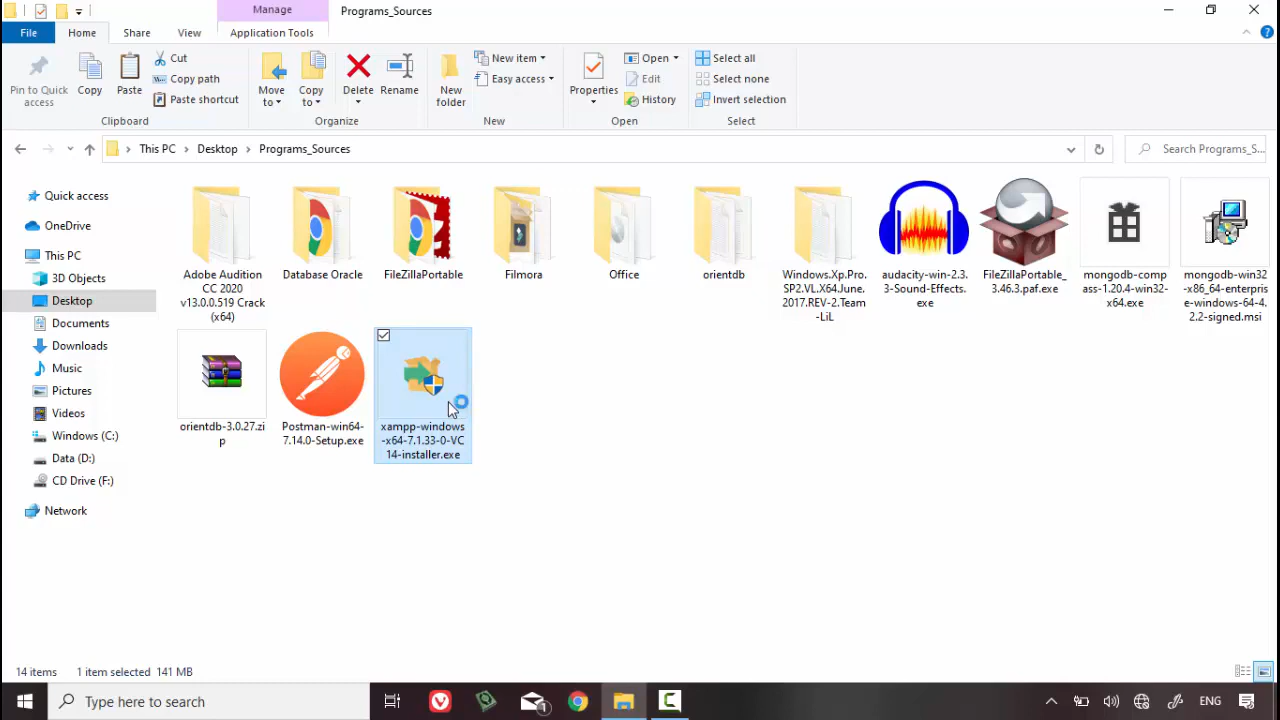 Manage
Programs_Sources
File
Home
Share
View
Application Tools
Pin to Quick
access
Copy
Paste
Cut
Copy path
Paste shortcut
Clipboard
Move
to
Copy
to
Delete
Rename
Organize
New
folder
New item
Easy access
New
Properties
Open
Edit
History
Open
Select all
Select none
Invert selection
Select
This PC
Desktop
Programs_Sources
Search Programs_S...
Quick access
OneDrive
This PC
3D Objects
Desktop
Documents
Downloads
Music
Pictures
Videos
Windows (C:)
Data (D:)
CD Drive (F:)
Network
Adobe Audition
CC 2020
v13.0.0.519 Crack
(x64)
Database Oracle
FileZillaPortable
Filmora
Office
orientdb
Windows.Xp.Pro.
SP2.VL.X64.June.
2017.REV-2.Team
-LiL
audacity-win-2.3.
3-Sound-Effects.
exe
FileZillaPortable_
3.46.3.paf.exe
mongodb-comp
ass-1.20.4-win32-
x64.exe
mongodb-win32
-x86_64-enterpris
e-windows-64-4.
2.2-signed.msi
orientdb-3.0.27.zi
p
Postman-win64-
7.14.0-Setup.exe
xampp-windows
-x64-7.1.33-0-VC
14-installer.exe
14 items
1 item selected 141 MB
Type here to search
1
ENG